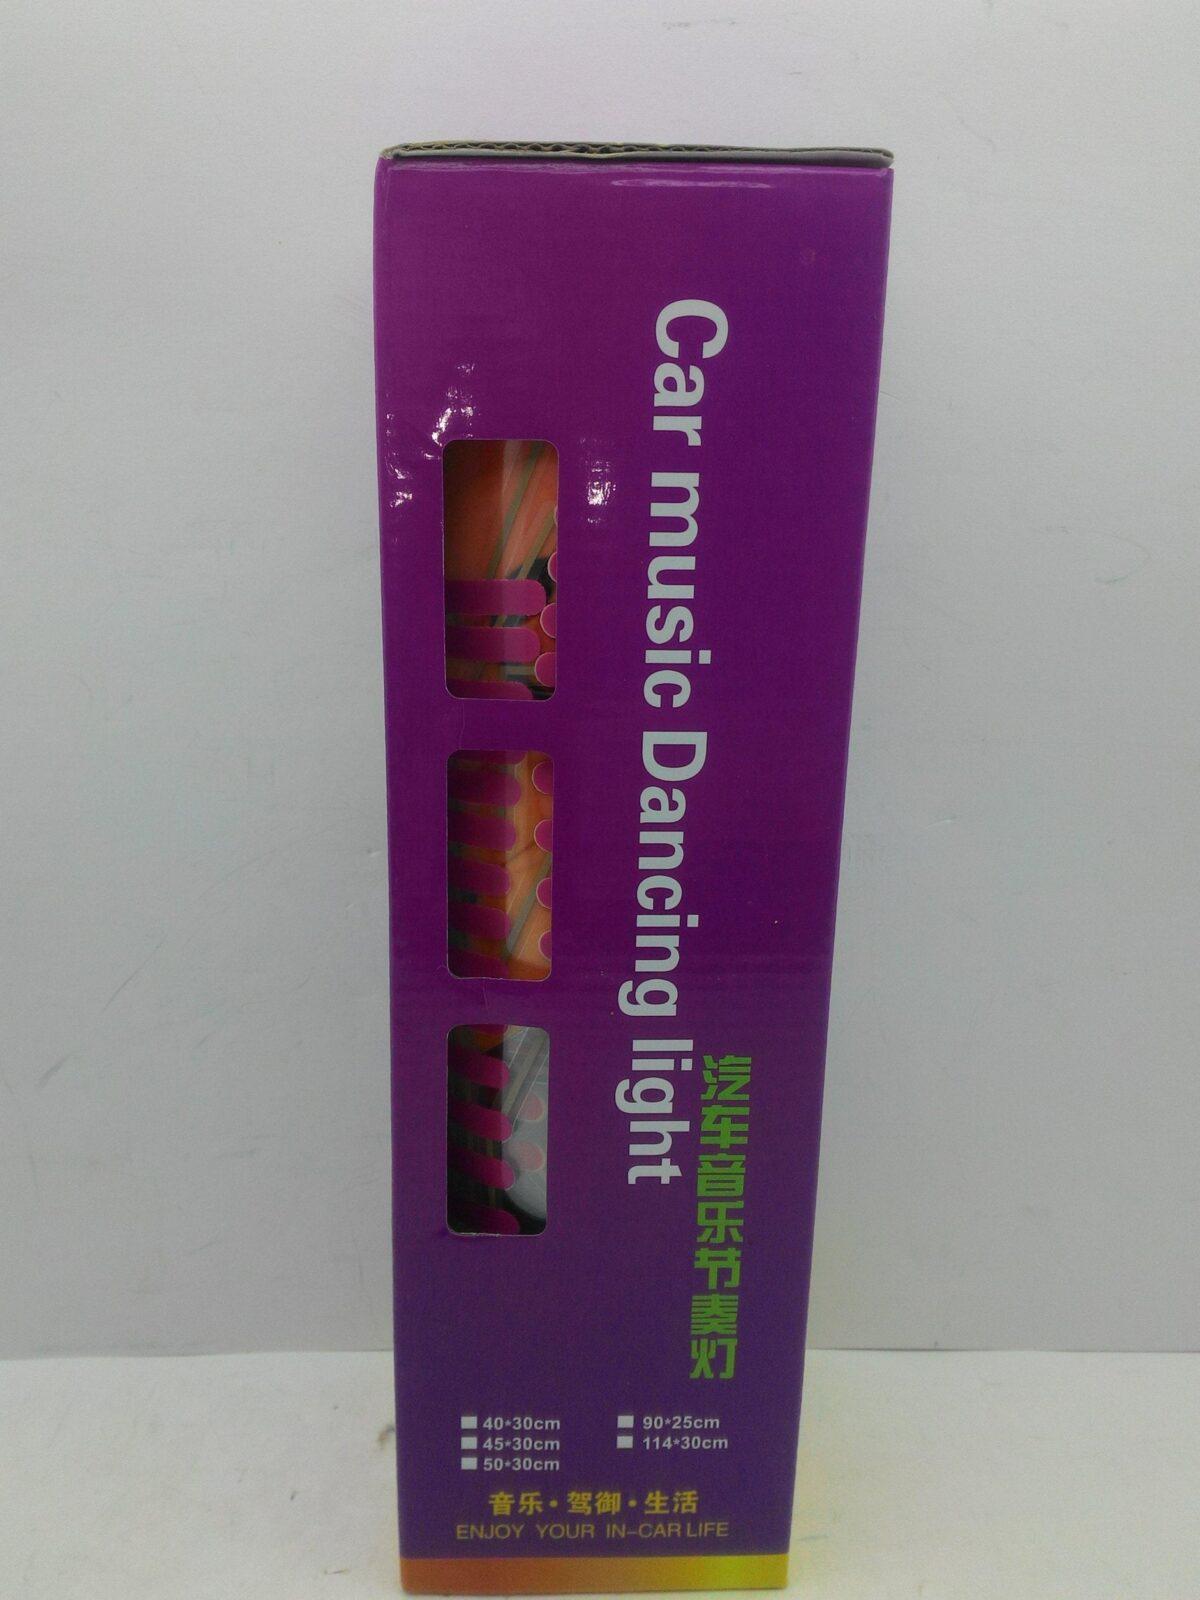 Car music Dancing light
汽车音乐节奏灯
40*30cm
45*30cm
50*30cm
90*25cm
114*30cm
音乐·驾御·生活
ENJOY YOUR IN-CAR LIFE